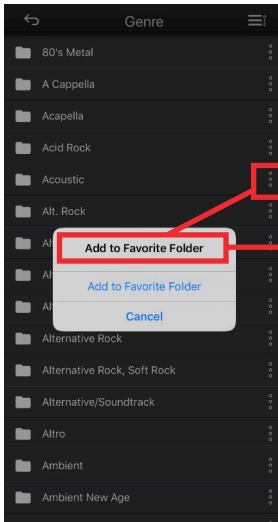 Genre
80's Metal
A Cappella
Acapella
Acid Rock
Acoustic
Alt. Rock
Add to Favorite Folder
Add to Favorite Folder
Cancel
Alternative Rock
Alternative Rock, Soft Rock
Alternative/Soundtrack
Altro
Ambient
Ambient New Age